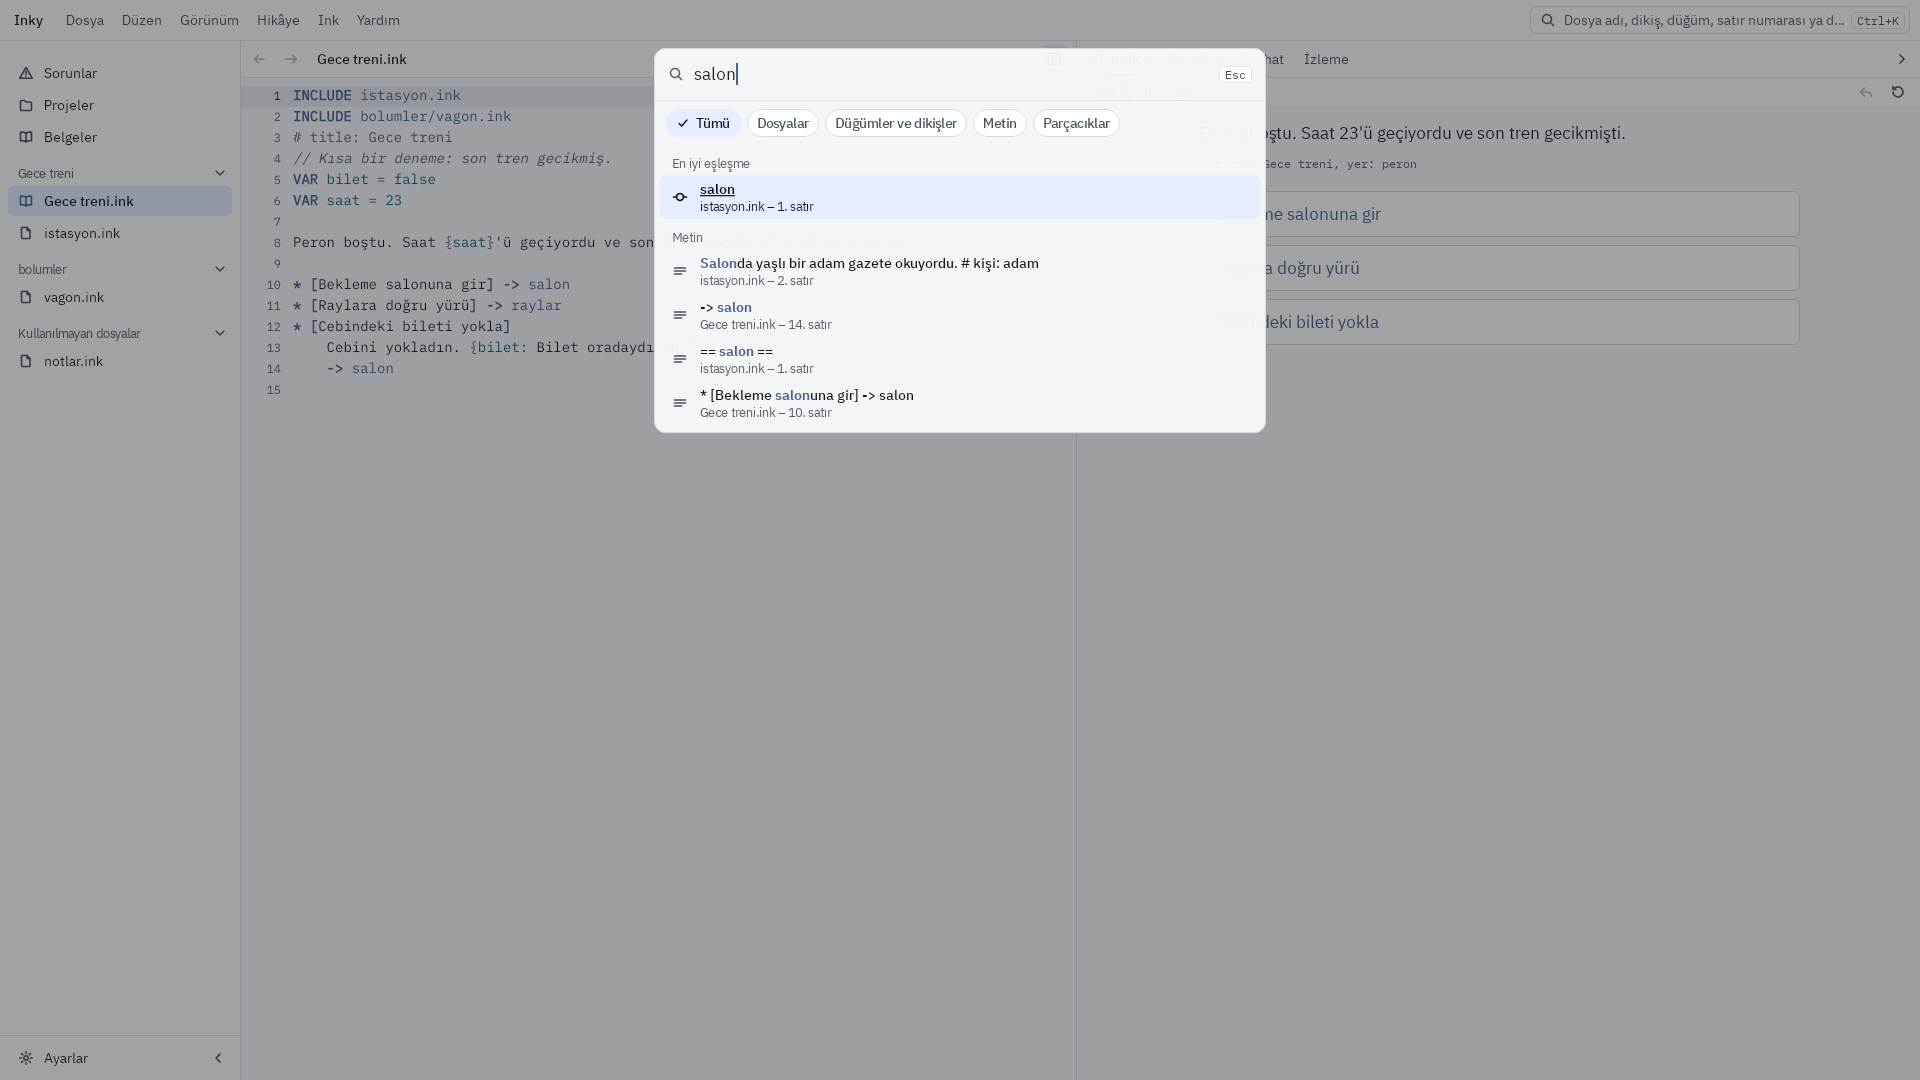 Inky Dosya Düzen Görünüm Hikâye Ink Yardım
Dosya adı, dikiş, düğüm, satır numarası ya d... Ctrl+K
Sorunlar
Projeler
Belgeler
Gece treni
Gece treni.ink
istasyon.ink
bolumler
vagon.ink
Kullanılmayan dosyalar
notlar.ink
Ayarlar
Gece treni.ink
1 INCLUDE istasyon.ink
2 INCLUDE bolumler/vagon.ink
3 # title: Gece treni
4 // Kısa bir deneme: son tren gecikmiş.
5 VAR bilet = false
6 VAR saat = 23
7
8 Peron boştu. Saat {saat}'ü geçiyordu ve son
9
10 * [Bekleme salonuna gir] -> salon
11 * [Raylara doğru yürü] -> raylar
12 * [Cebindeki bileti yokla]
13 Cebini yokladın. {bilet: Bilet oradaydı
14 -> salon
15
salon Esc
Tümü Dosyalar Düğümler ve dikişler Metin Parçacıklar
En iyi eşleşme
salon
istasyon.ink – 1. satır
Metin
Salonda yaşlı bir adam gazete okuyordu. # kişi: adam
istasyon.ink – 2. satır
-> salon
Gece treni.ink – 14. satır
== salon ==
istasyon.ink – 1. satır
* [Bekleme salonuna gir] -> salon
Gece treni.ink – 10. satır
İzleme
Saat 23'ü geçiyordu ve son tren gecikmişti.
Gece treni, yer: peron
salonuna gir
doğru yürü
bileti yokla